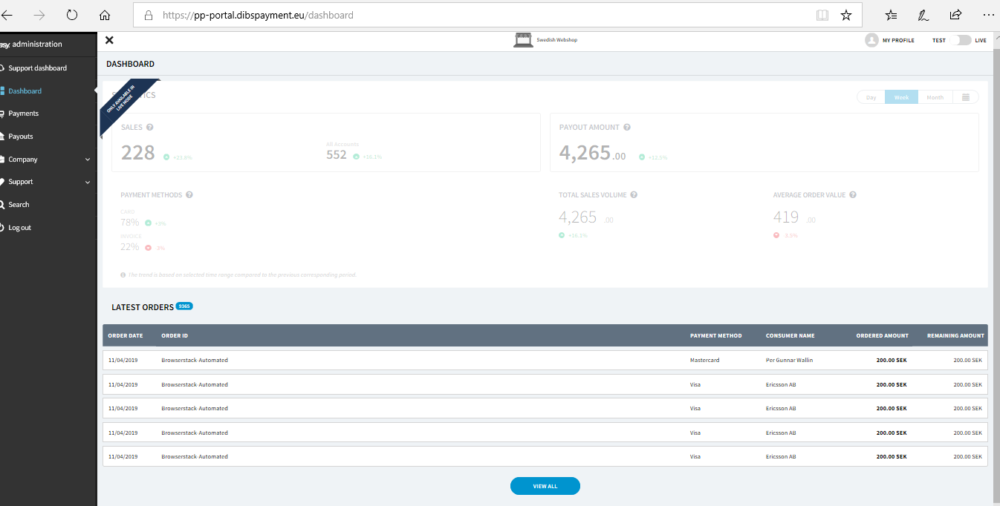 https://pp-portal.dibspayment.eu/dashboard
easy administration
Swedish Webshop
MY PROFILE
TEST
LIVE
Support dashboard
Dashboard
Payments
Payouts
Company
Support
Search
Log out
DASHBOARD
ONLY AVAILABLE IN
LIVE MODE
Day
Week
Month
SALES
228
+23.8%
All Accounts
552
+16.1%
PAYOUT AMOUNT
4,265.00
+12.5%
PAYMENT METHODS
CARD
78%
+3%
INVOICE
22%
3%
TOTAL SALES VOLUME
4,265 .00
+16.1%
AVERAGE ORDER VALUE
419 .00
The trend is based on selected time range compared to the previous corresponding period.
LATEST ORDERS 9365
ORDER DATE ORDER ID PAYMENT METHOD CONSUMER NAME ORDERED AMOUNT REMAINING AMOUNT
11/04/2019 Browserstack-Automated Mastercard Per Gunnar Wallin 200.00 SEK 200.00 SEK
11/04/2019 Browserstack-Automated Visa Ericsson AB 200.00 SEK 200.00 SEK
11/04/2019 Browserstack-Automated Visa Ericsson AB 200.00 SEK 200.00 SEK
11/04/2019 Browserstack-Automated Visa Ericsson AB 200.00 SEK 200.00 SEK
11/04/2019 Browserstack-Automated Visa Ericsson AB 200.00 SEK 200.00 SEK
VIEW ALL